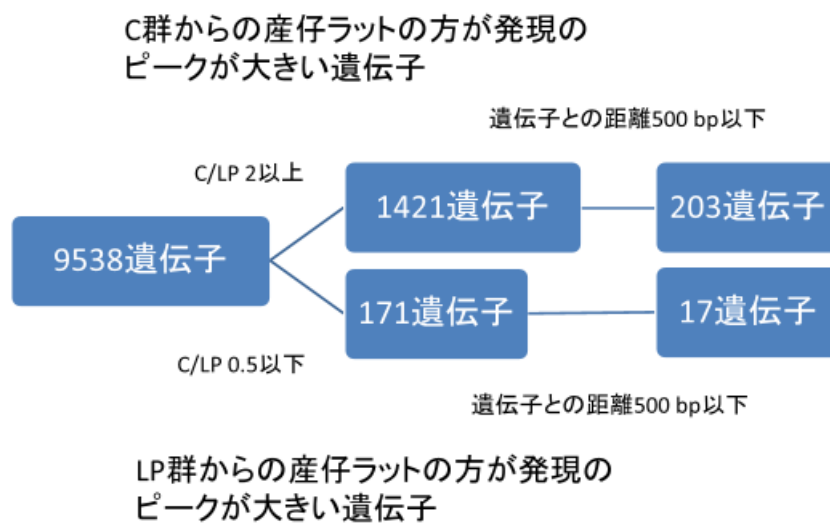 C群からの産仔ラットの方が発現の
ピークが大きい遺伝子
遺伝子との距離500 bp以下
C/LP 2以上
1421遺伝子
203遺伝子
9538遺伝子
171遺伝子
17遺伝子
C/LP 0.5以下
遺伝子との距離500 bp以下
LP群からの産仔ラットの方が発現の
ピークが大きい遺伝子